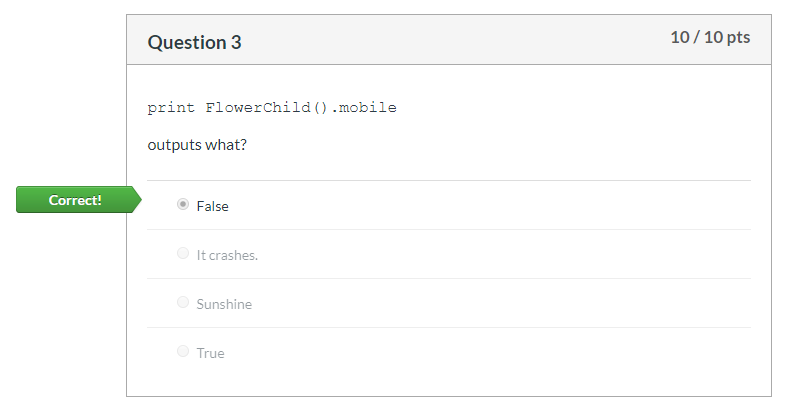 Question 3
10 / 10 pts
print FlowerChild().mobile
outputs what?
Correct!
False
It crashes.
Sunshine
True